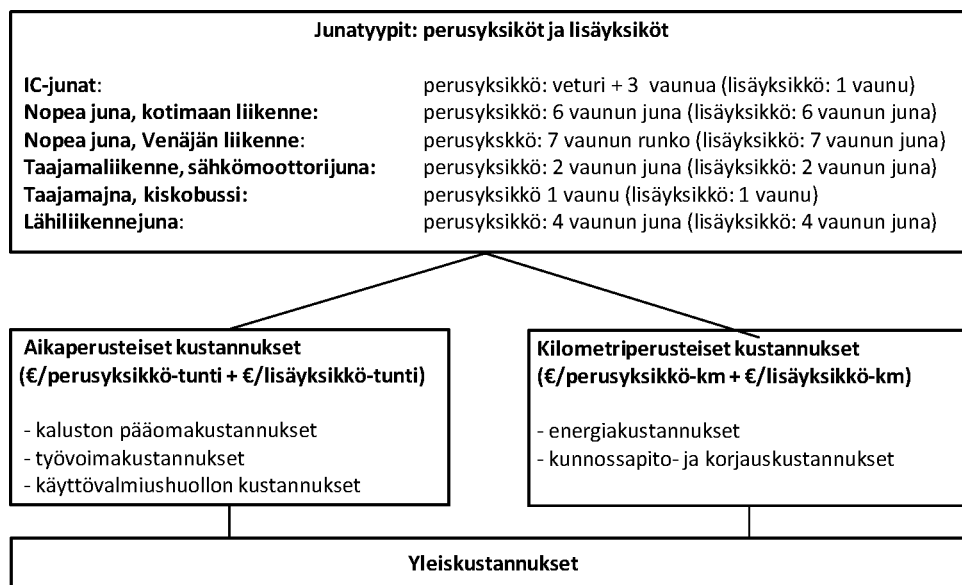 Junatyypit: perusyksiköt ja lisäyksiköt
IC-junat: perusyksikkö: veturi + 3 vaunua (lisäyksikkö: 1 vaunu)
Nopea juna, kotimaan liikenne: perusyksikkö: 6 vaunun juna (lisäyksikkö: 6 vaunun juna)
Nopea juna, Venäjän liikenne: perusykskkö: 7 vaunun runko (lisäyksikkö: 7 vaunun juna)
Taajamaliikenne, sähkömoottorijuna: perusyksikkö: 2 vaunun juna (lisäyksikkö: 2 vaunun juna)
Taajamajna, kiskobussi: perusyksikkö 1 vaunu (lisäyksikkö: 1 vaunu)
Lähiliikennejuna: perusyksikkö: 4 vaunun juna (lisäyksikkö: 4 vaunun juna)
Aikaperusteiset kustannukset
(€/perusyksikkö-tunti + €/lisäyksikkö-tunti)
- kaluston pääomakustannukset
- työvoimakustannukset
- käyttövalmiushuollon kustannukset
Kilometriperusteiset kustannukset
(€/perusyksikkö-km + €/lisäyksikkö-km)
- energiakustannukset
- kunnossapito- ja korjauskustannukset
Yleiskustannukset